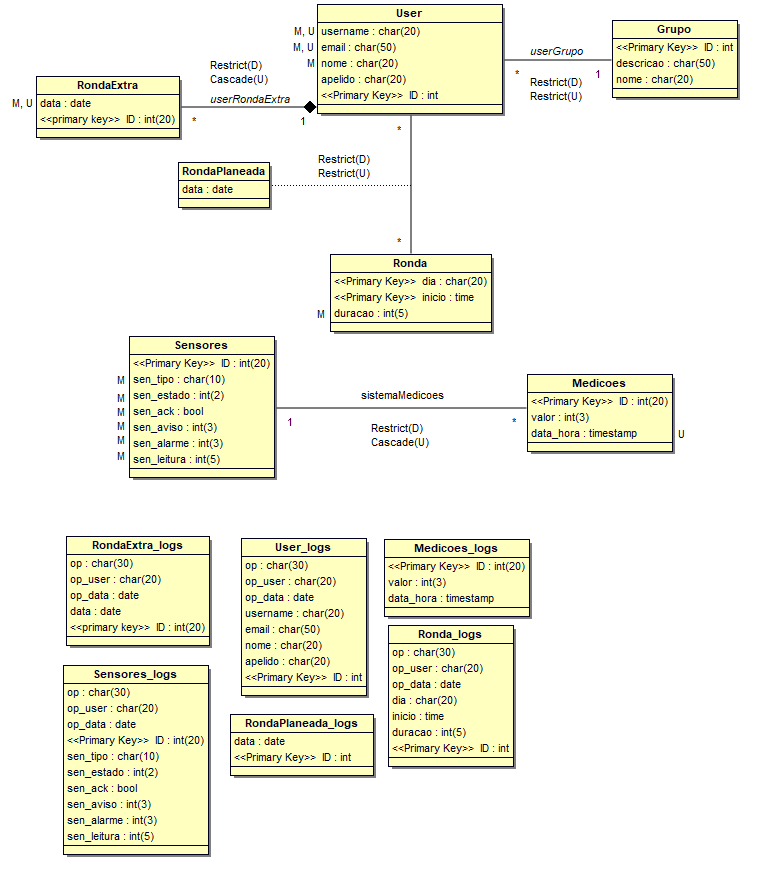 User
M, U username : char(20)
M, U email : char(50)
M nome : char(20)
apelido : char(20)
<<Primary Key>> ID : int
userGrupo
*
1
Restrict(D)
Restrict(U)
Grupo
<<Primary Key>> ID : int
descricao : char(50)
nome : char(20)
RondaExtra
M, U data : date
<<primary key>> ID : int(20)
Restrict(D)
Cascade(U)
userRondaExtra
*
1
*
RondaPlaneada
data : date
Restrict(D)
Restrict(U)
*
Ronda
<<Primary Key>> dia : char(20)
<<Primary Key>> inicio : time
M duracao : int(5)
Sensores
<<Primary Key>> ID : int(20)
M sen_tipo : char(10)
M sen_estado : int(2)
M sen_ack : bool
M sen_aviso : int(3)
M sen_alarme : int(3)
M sen_leitura : int(5)
sistemaMedicoes
1
*
Restrict(D)
Cascade(U)
Medicoes
<<Primary Key>> ID : int(20)
valor : int(3)
data_hora : timestamp U
RondaExtra_logs
op : char(30)
op_user : char(20)
op_data : date
data : date
<<primary key>> ID : int(20)
User_logs
op : char(30)
op_user : char(20)
op_data : date
username : char(20)
email : char(50)
nome : char(20)
apelido : char(20)
<<Primary Key>> ID : int
Medicoes_logs
<<Primary Key>> ID : int(20)
valor : int(3)
data_hora : timestamp
Ronda_logs
op : char(30)
op_user : char(20)
op_data : date
dia : char(20)
inicio : time
duracao : int(5)
<<Primary Key>> ID : int
Sensores_logs
op : char(30)
op_user : char(20)
op_data : date
<<Primary Key>> ID : int(20)
sen_tipo : char(10)
sen_estado : int(2)
sen_ack : bool
sen_aviso : int(3)
sen_alarme : int(3)
sen_leitura : int(5)
RondaPlaneada_logs
data : date
<<Primary Key>> ID : int